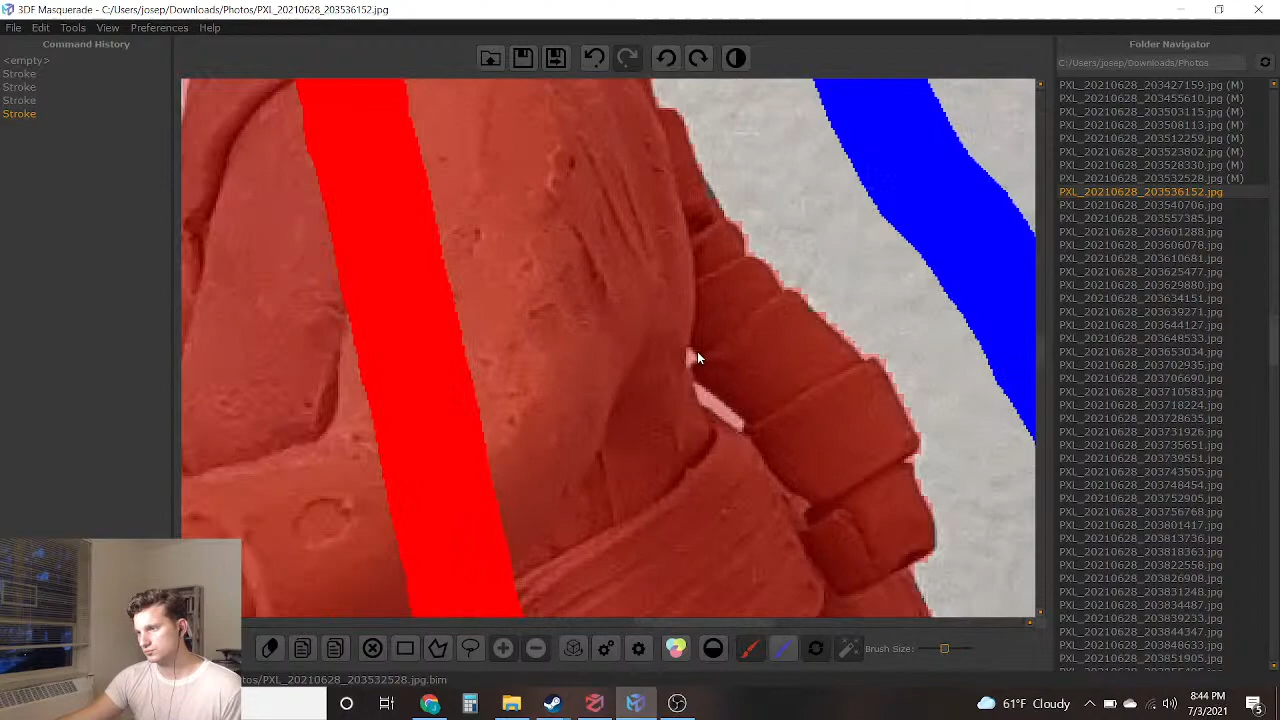 3DF Masquerade - C:/Users/josep/Downloads/Photos/PXL_20210628_203536152.jpg
File Edit Tools View Preferences Help
Command History
<empty>
Stroke
Stroke
Stroke
Stroke
Folder Navigator
C:/Users/josep/Downloads/Photos
PXL_20210628_203427159.jpg (M)
PXL_20210628_203455610.jpg (M)
PXL_20210628_203503115.jpg (M)
PXL_20210628_203508113.jpg (M)
PXL_20210628_203512259.jpg (M)
PXL_20210628_203523802.jpg (M)
PXL_20210628_203528330.jpg (M)
PXL_20210628_203532528.jpg (M)
PXL_20210628_203536152.jpg
PXL_20210628_203540706.jpg
PXL_20210628_203557385.jpg
PXL_20210628_203601288.jpg
PXL_20210628_203606078.jpg
PXL_20210628_203610681.jpg
PXL_20210628_203625477.jpg
PXL_20210628_203629880.jpg
PXL_20210628_203634151.jpg
PXL_20210628_203639271.jpg
PXL_20210628_203644127.jpg
PXL_20210628_203648533.jpg
PXL_20210628_203653034.jpg
PXL_20210628_203702935.jpg
PXL_20210628_203706690.jpg
PXL_20210628_203710583.jpg
PXL_20210628_203718224.jpg
PXL_20210628_203728635.jpg
PXL_20210628_203731926.jpg
PXL_20210628_203735651.jpg
PXL_20210628_203739551.jpg
PXL_20210628_203743505.jpg
PXL_20210628_203748454.jpg
PXL_20210628_203752905.jpg
PXL_20210628_203756768.jpg
PXL_20210628_203801417.jpg
PXL_20210628_203813736.jpg
PXL_20210628_203818363.jpg
PXL_20210628_203822558.jpg
PXL_20210628_203826908.jpg
PXL_20210628_203831248.jpg
PXL_20210628_203834487.jpg
PXL_20210628_203839233.jpg
PXL_20210628_203844347.jpg
PXL_20210628_203848633.jpg
PXL_20210628_203851905.jpg
Brush Size:
otos/PXL_20210628_203532528.jpg.bim
61°F Cloudy
8:44 PM
7/3/2021
5